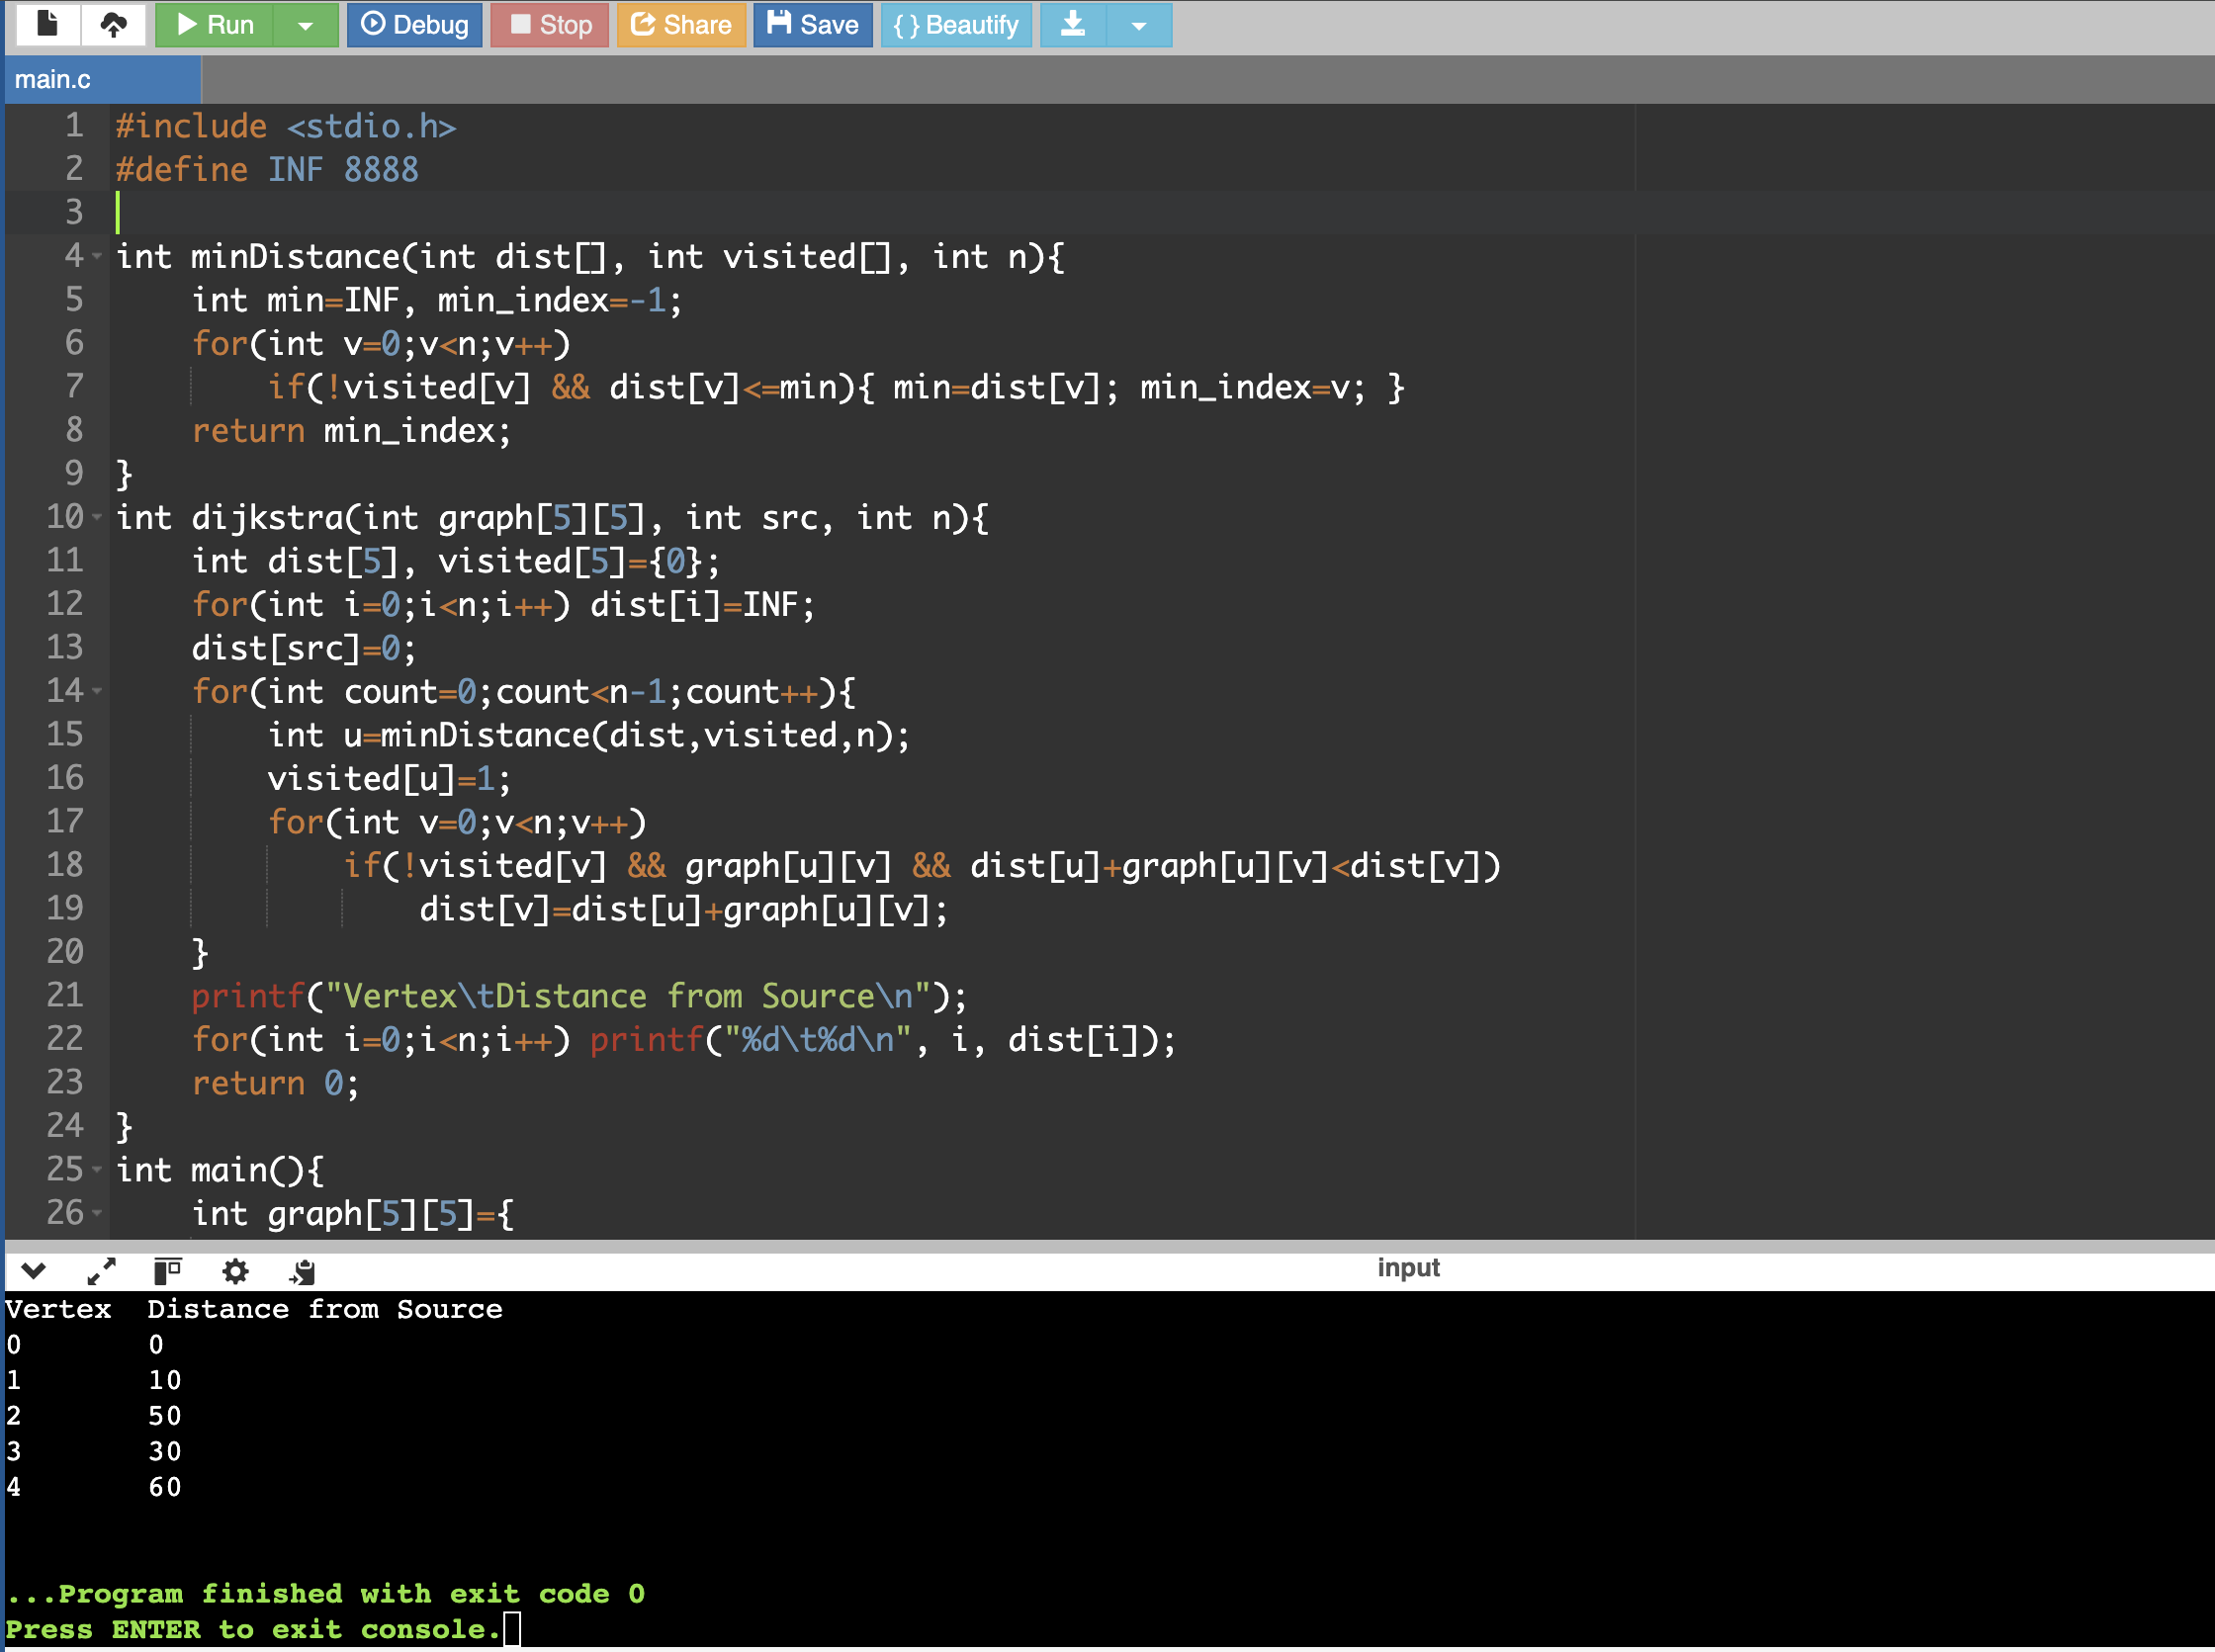 Run Debug Stop Share Save { } Beautify
main.c
1 #include <stdio.h>
2 #define INF 8888
3
4 int minDistance(int dist[], int visited[], int n){
5     int min=INF, min_index=-1;
6     for(int v=0;v<n;v++)
7         if(!visited[v] && dist[v]<=min){ min=dist[v]; min_index=v; }
8     return min_index;
9 }
10 int dijkstra(int graph[5][5], int src, int n){
11     int dist[5], visited[5]={0};
12     for(int i=0;i<n;i++) dist[i]=INF;
13     dist[src]=0;
14     for(int count=0;count<n-1;count++){
15         int u=minDistance(dist,visited,n);
16         visited[u]=1;
17         for(int v=0;v<n;v++)
18             if(!visited[v] && graph[u][v] && dist[u]+graph[u][v]<dist[v])
19                 dist[v]=dist[u]+graph[u][v];
20     }
21     printf("Vertex\tDistance from Source\n");
22     for(int i=0;i<n;i++) printf("%d\t%d\n", i, dist[i]);
23     return 0;
24 }
25 int main(){
26     int graph[5][5]={
input
Vertex  Distance from Source
0       0
1       10
2       50
3       30
4       60
...Program finished with exit code 0
Press ENTER to exit console.